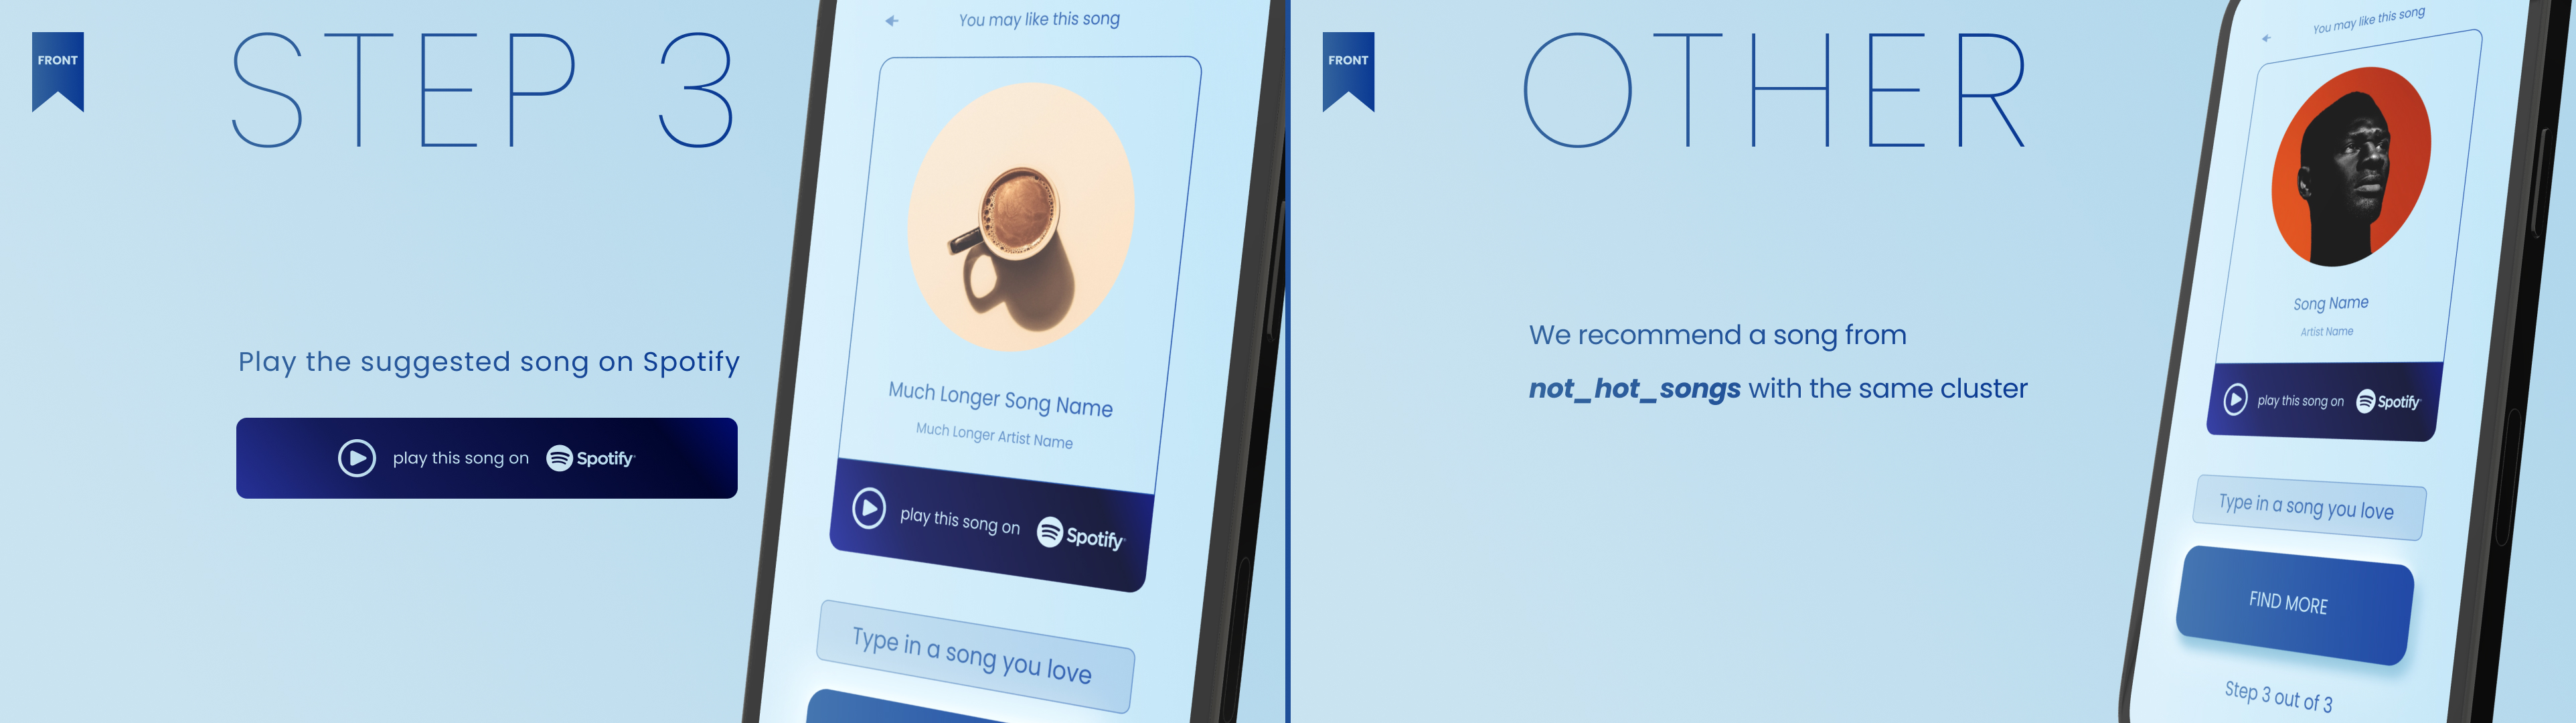 FRONT
STEP 3
Play the suggested song on Spotify
play this song on Spotify
You may like this song
Much Longer Song Name
Much Longer Artist Name
play this song on Spotify
Type in a song you love
FRONT
OTHER
We recommend a song from
not_hot_songs with the same cluster
You may like this song
Song Name
Artist Name
play this song on Spotify
Type in a song you love
FIND MORE
Step 3 out of 3